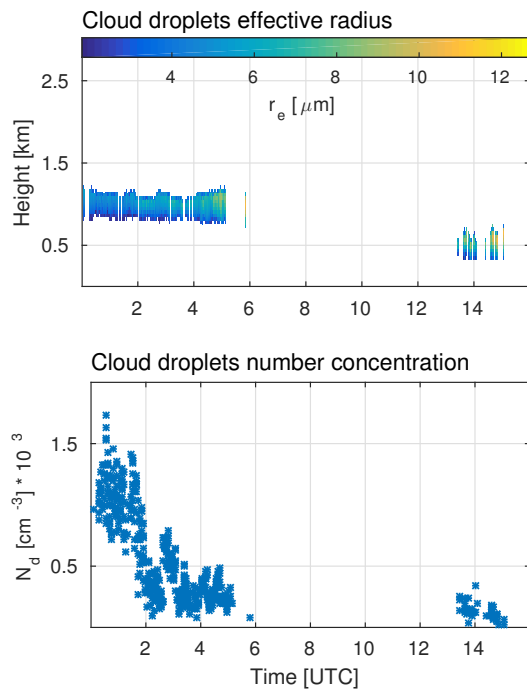 Cloud droplets effective radius
4 6 8 10 12
r_e [ μm]
Height [km]
2.5
1.5
0.5
2 4 6 8 10 12 14
Cloud droplets number concentration
N_d [cm^-3] * 10^3
1.5
0.5
2 4 6 8 10 12 14
Time [UTC]